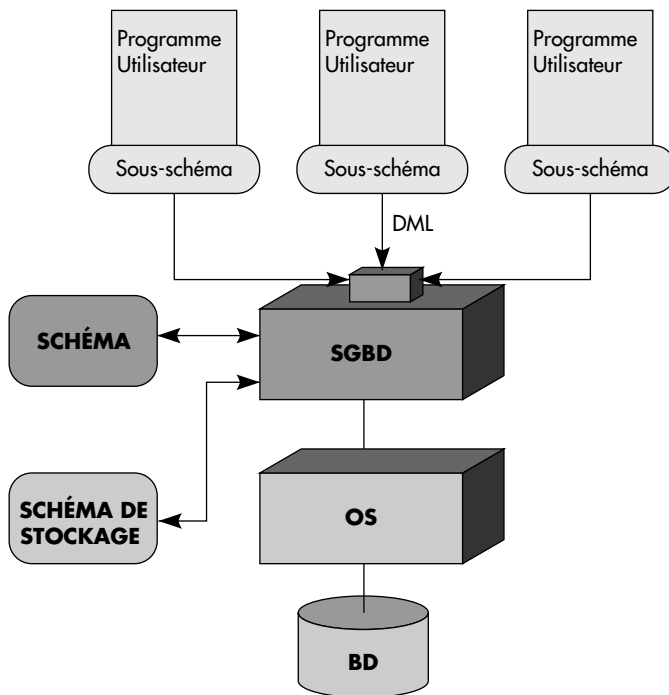 Programme
Utilisateur
Programme
Utilisateur
Programme
Utilisateur
Sous-schéma
Sous-schéma
Sous-schéma
DML
SCHÉMA
SGBD
SCHÉMA DE
STOCKAGE
OS
BD